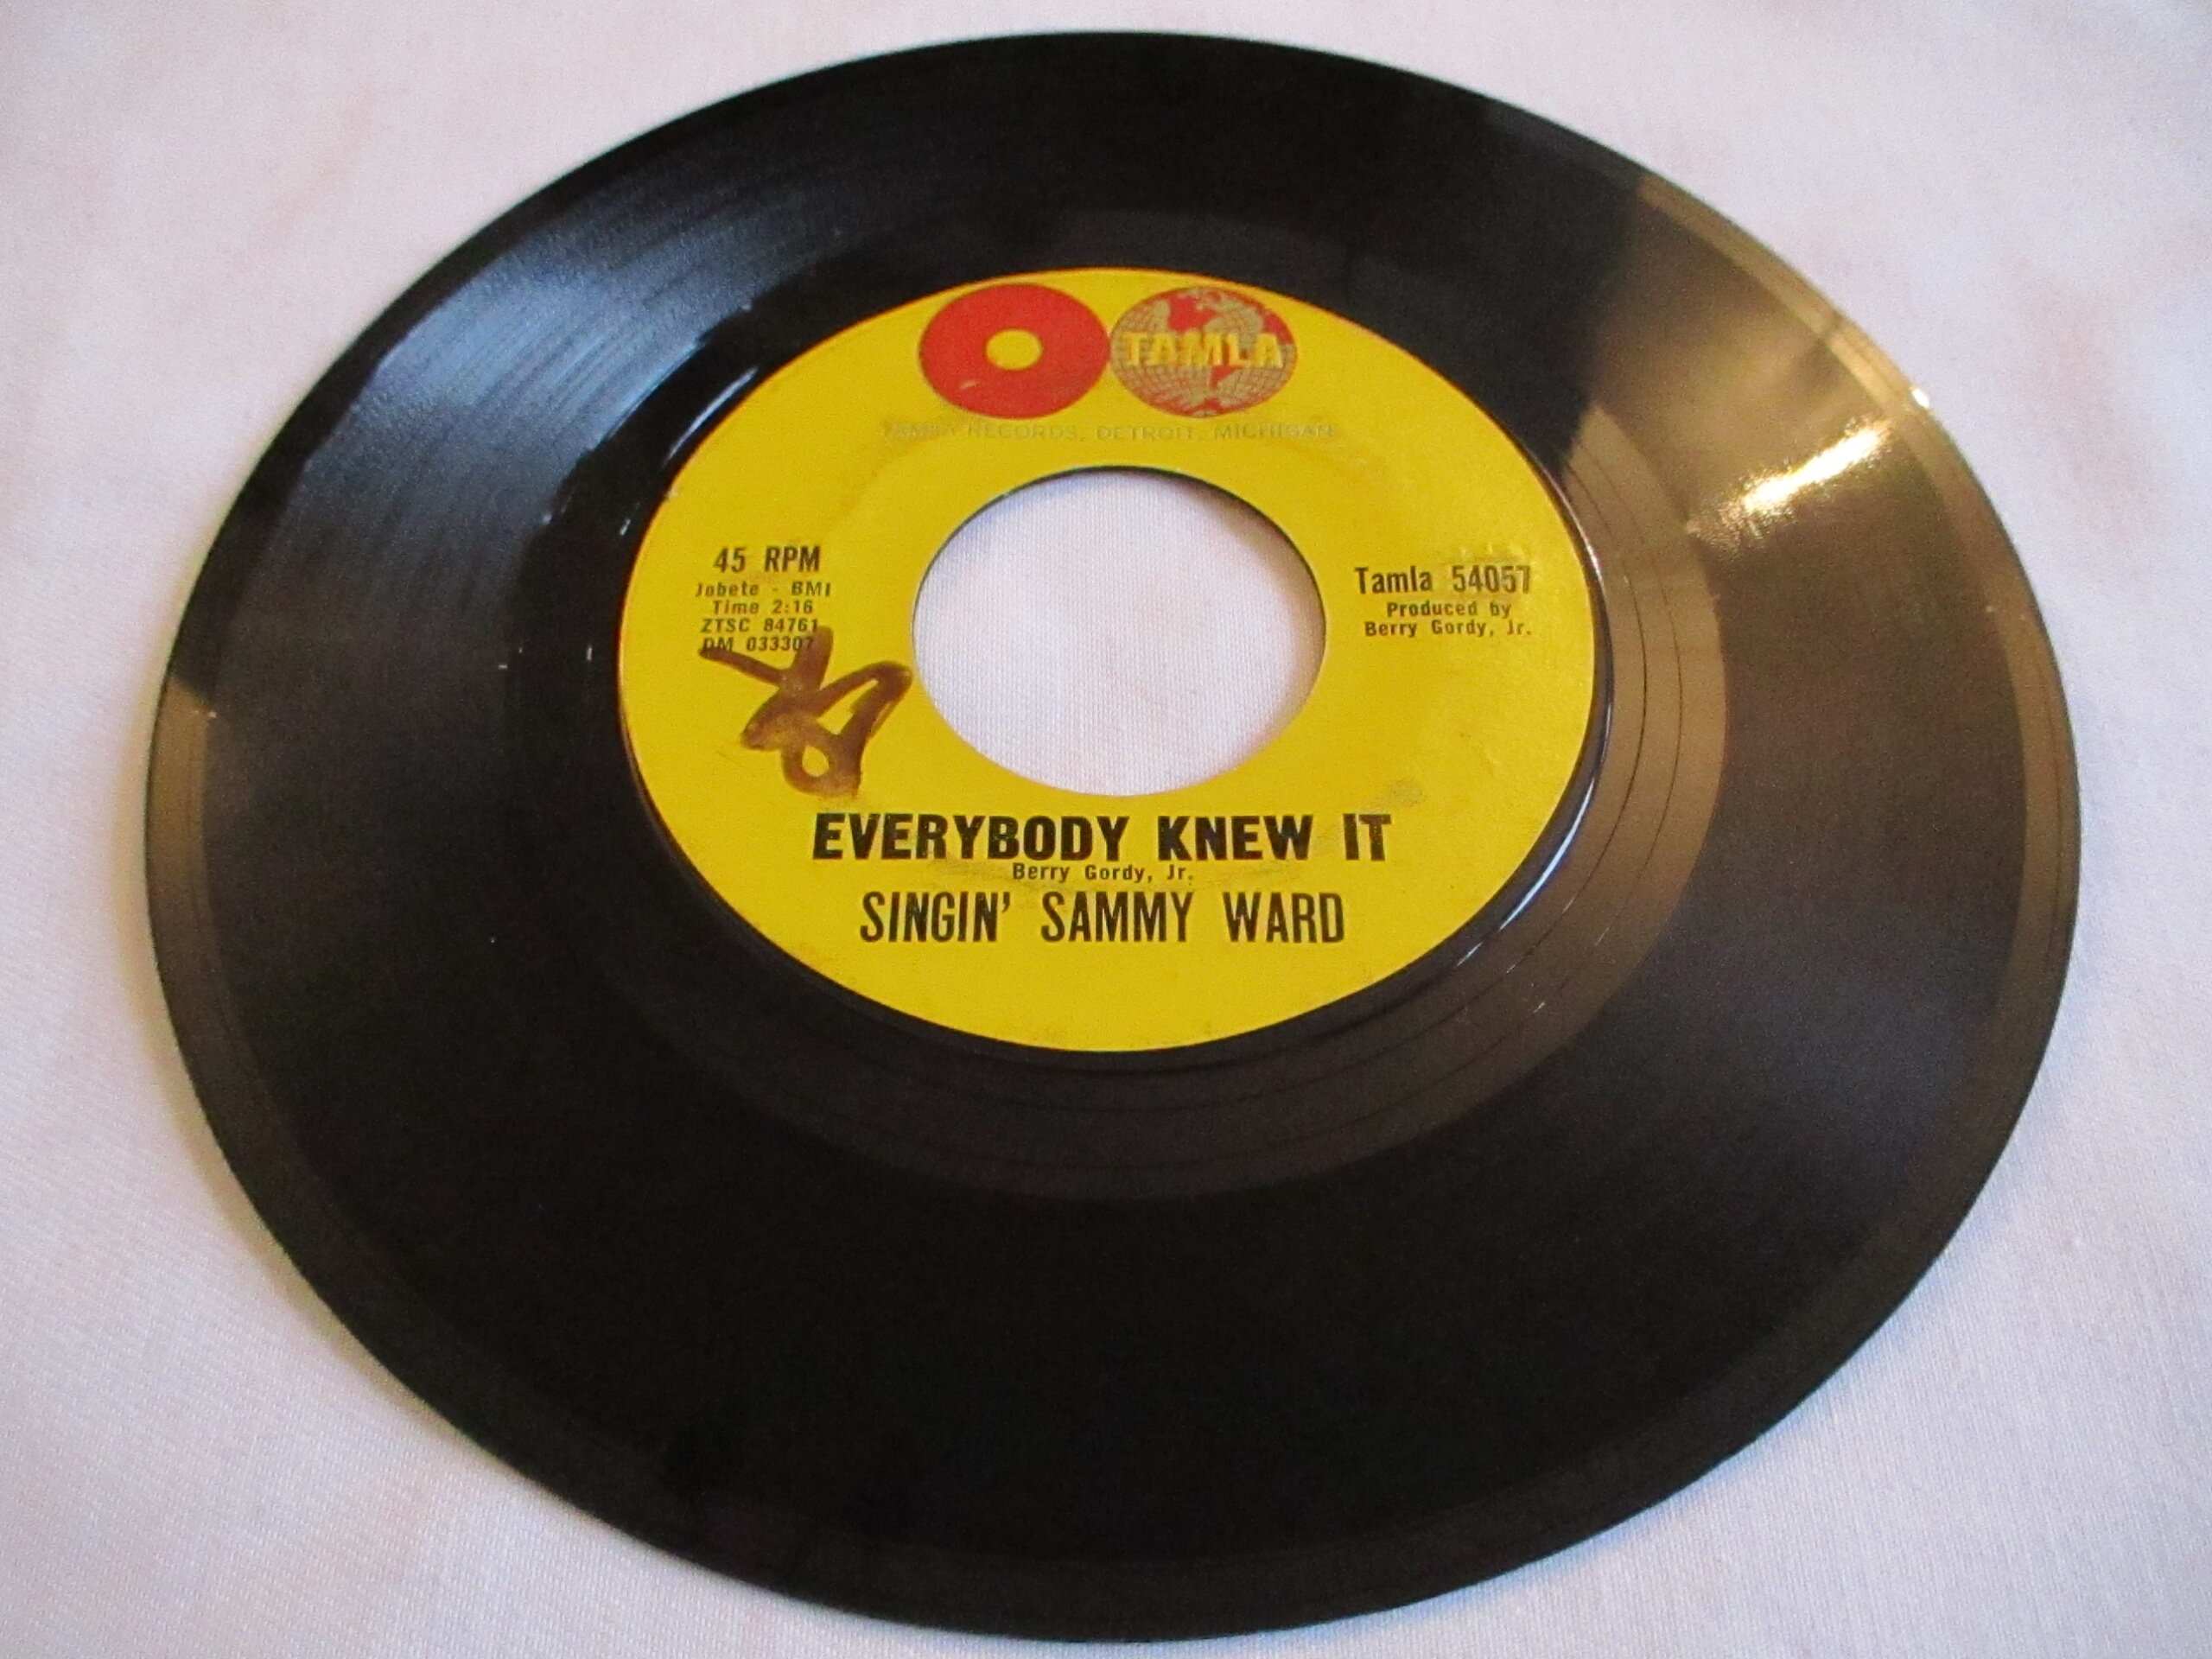 TAMLA
TAMLA RECORDS, DETROIT, MICHIGAN
45 RPM
Jobete - BMI
Time 2:16
ZTSC 84761
DM 033307
Tamla 54057
Produced by
Berry Gordy, Jr.
EVERYBODY KNEW IT
Berry Gordy, Jr.
SINGIN' SAMMY WARD